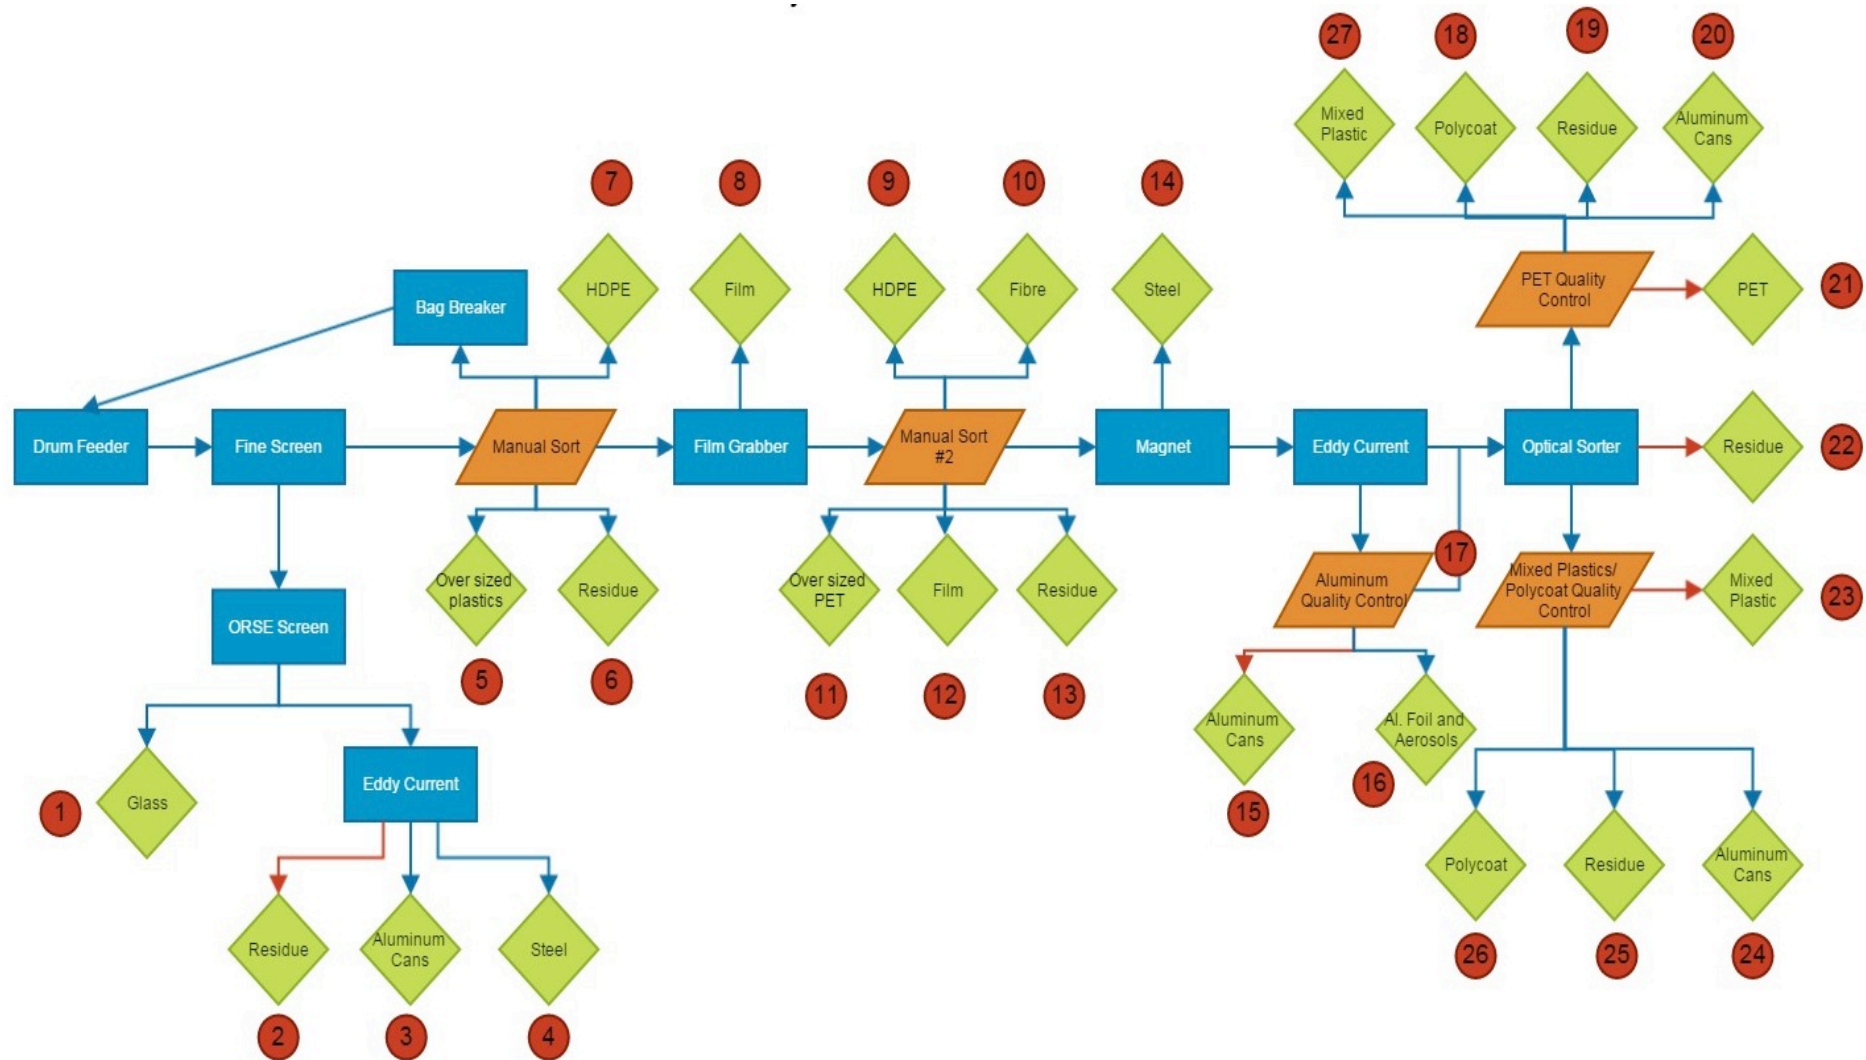 27
18
19
20
Mixed
Plastic
Polycoat
Residue
Aluminum
Cans
7
8
9
10
14
HDPE
Film
HDPE
Fibre
Steel
PET Quality
Control
PET
21
Bag Breaker
Drum Feeder
Fine Screen
Manual Sort
Film Grabber
Manual Sort
#2
Magnet
Eddy Current
Optical Sorter
Residue
22
Over sized
plastics
Residue
Over sized
PET
Film
Residue
17
Aluminum
Quality Control
Mixed Plastics/
Polycoat Quality
Control
Mixed
Plastic
23
ORSE Screen
5
6
11
12
13
Aluminum
Cans
Al. Foil and
Aerosols
15
16
1
Glass
Eddy Current
Polycoat
Residue
Aluminum
Cans
26
25
24
Residue
Aluminum
Cans
Steel
2
3
4